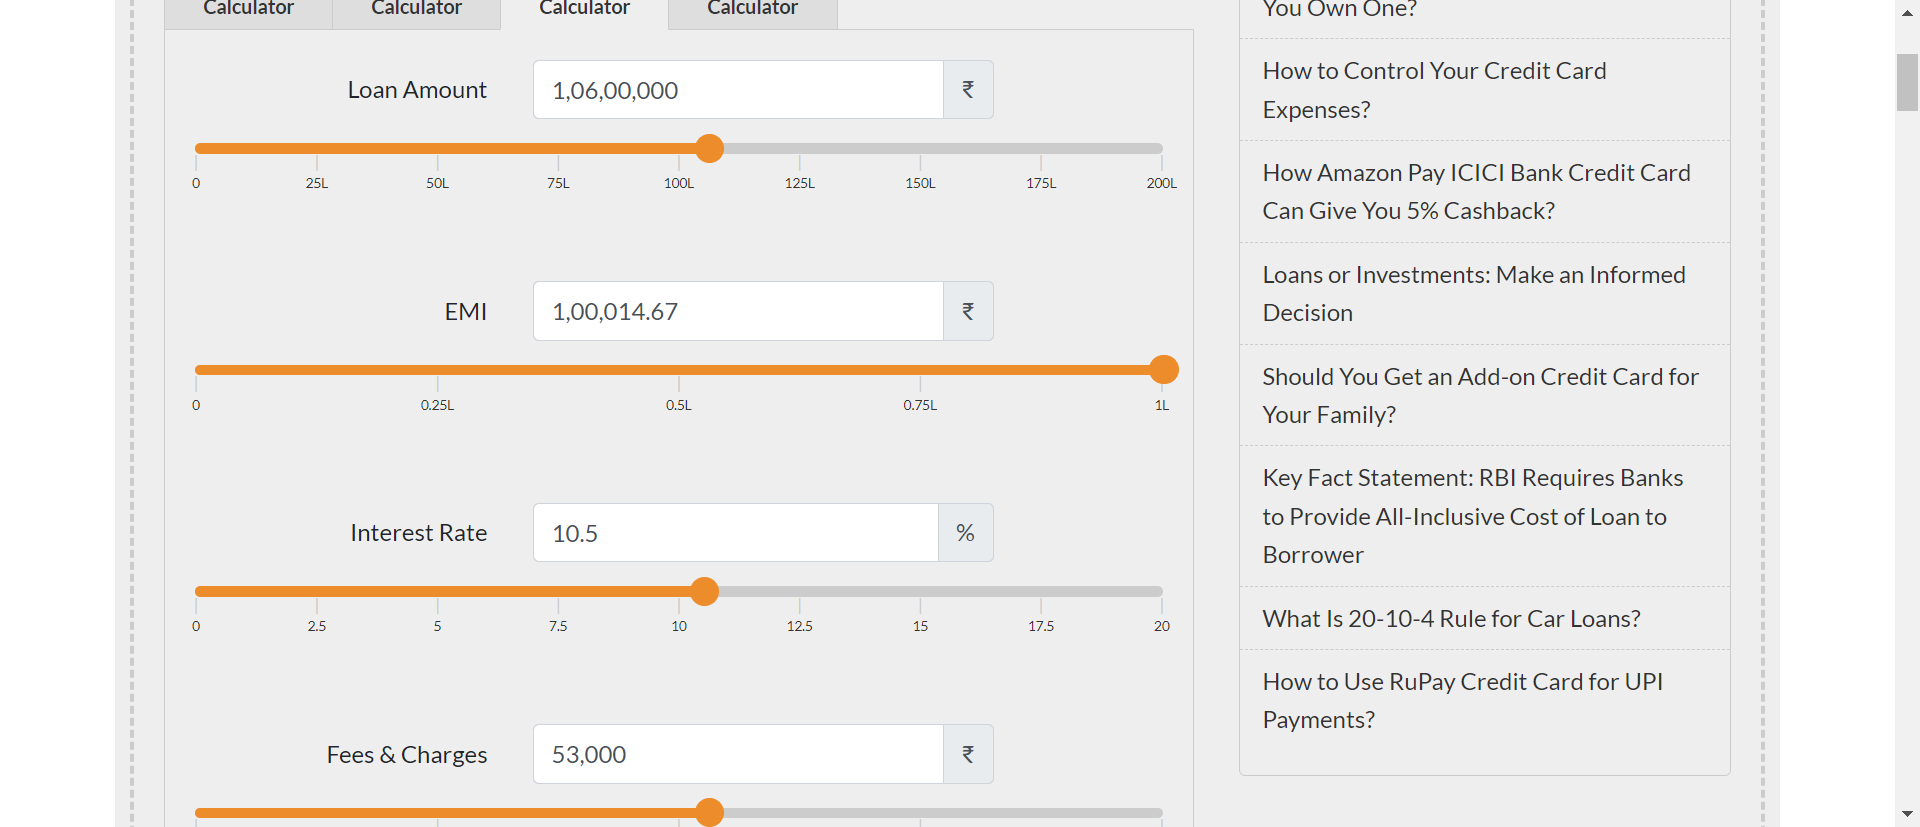 Calculator Calculator Calculator Calculator
Loan Amount 1,06,00,000 ₹
0 25L 50L 75L 100L 125L 150L 175L 200L
EMI 1,00,014.67 ₹
0 0.25L 0.5L 0.75L 1L
Interest Rate 10.5 %
0 2.5 5 7.5 10 12.5 15 17.5 20
Fees & Charges 53,000 ₹
You Own One?
How to Control Your Credit Card
Expenses?
How Amazon Pay ICICI Bank Credit Card
Can Give You 5% Cashback?
Loans or Investments: Make an Informed
Decision
Should You Get an Add-on Credit Card for
Your Family?
Key Fact Statement: RBI Requires Banks
to Provide All-Inclusive Cost of Loan to
Borrower
What Is 20-10-4 Rule for Car Loans?
How to Use RuPay Credit Card for UPI
Payments?